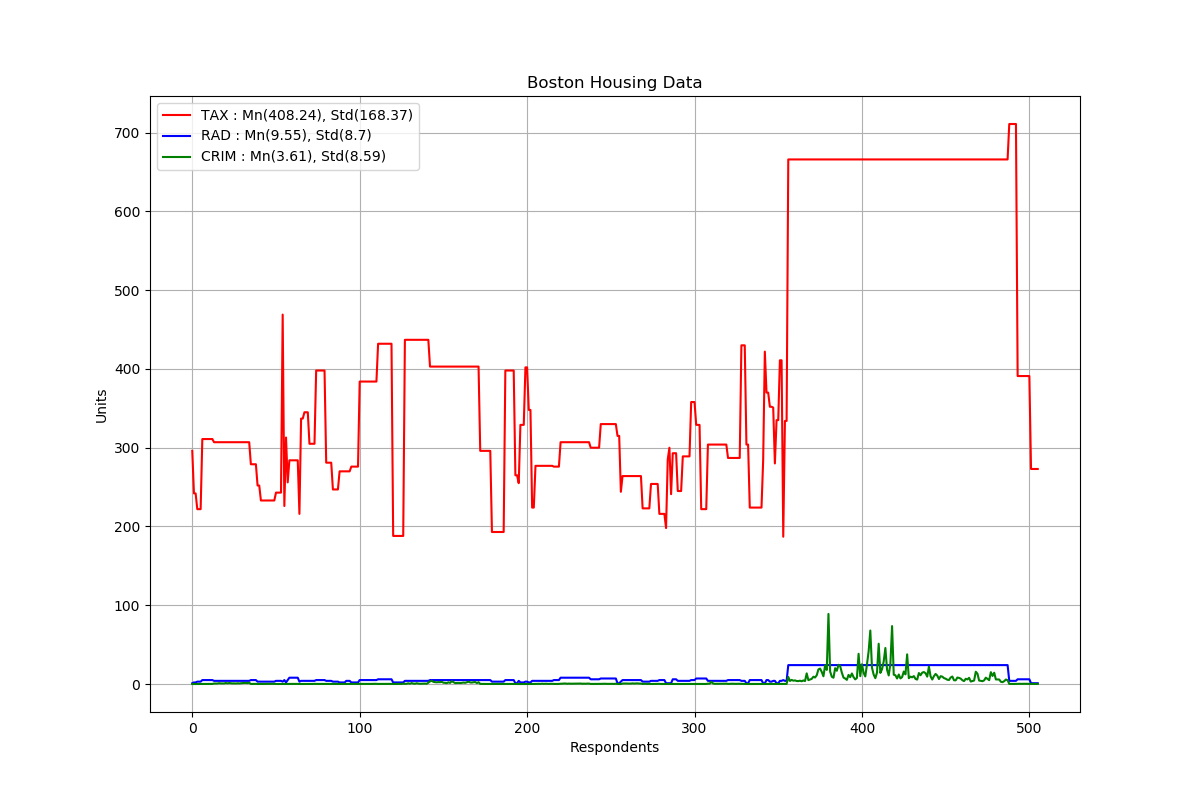 Boston Housing Data
TAX : Mn(408.24), Std(168.37)
RAD : Mn(9.55), Std(8.7)
CRIM : Mn(3.61), Std(8.59)
700
600
500
400
300
200
100
0
Units
0 100 200 300 400 500
Respondents